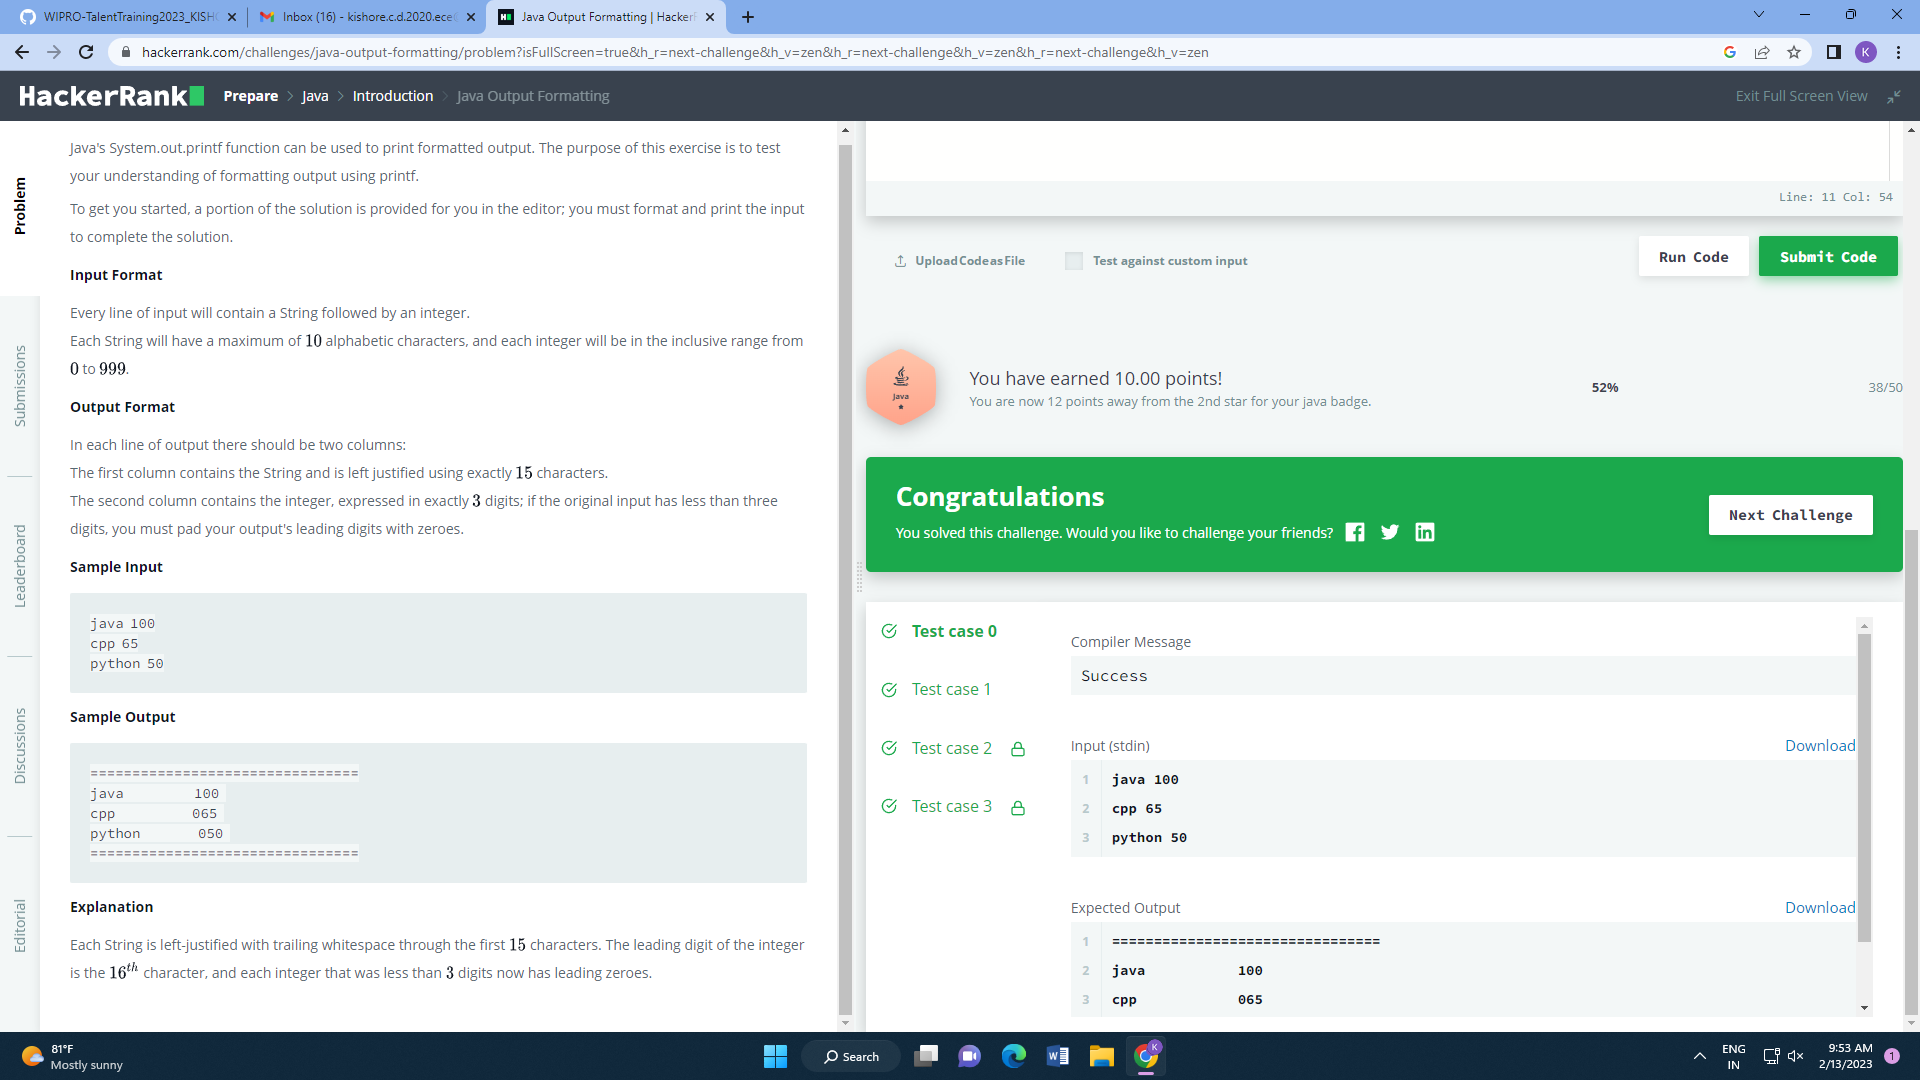 WIPRO-TalentTraining2023_KISH
Inbox (16) - kishore.c.d.2020.ece
Java Output Formatting | Hacker
hackerrank.com/challenges/java-output-formatting/problem?isFullScreen=true&h_r=next-challenge&h_v=zen&h_r=next-challenge&h_v=zen&h_r=next-challenge&h_v=zen
K
HackerRank
Prepare > Java > Introduction > Java Output Formatting
Exit Full Screen View
Problem
Submissions
Leaderboard
Discussions
Editorial
Java's System.out.printf function can be used to print formatted output. The purpose of this exercise is to test
your understanding of formatting output using printf.
To get you started, a portion of the solution is provided for you in the editor; you must format and print the input
to complete the solution.
Input Format
Every line of input will contain a String followed by an integer.
Each String will have a maximum of 10 alphabetic characters, and each integer will be in the inclusive range from
0 to 999.
Output Format
In each line of output there should be two columns:
The first column contains the String and is left justified using exactly 15 characters.
The second column contains the integer, expressed in exactly 3 digits; if the original input has less than three
digits, you must pad your output's leading digits with zeroes.
Sample Input
java 100
cpp 65
python 50
Sample Output
================================
java           100
cpp            065
python         050
================================
Explanation
Each String is left-justified with trailing whitespace through the first 15 characters. The leading digit of the integer
is the 16th character, and each integer that was less than 3 digits now has leading zeroes.
Line: 11 Col: 54
Upload Code as File
Test against custom input
Run Code
Submit Code
Java
You have earned 10.00 points!
You are now 12 points away from the 2nd star for your java badge.
52%
38/50
Congratulations
You solved this challenge. Would you like to challenge your friends?
Next Challenge
Test case 0
Test case 1
Test case 2
Test case 3
Compiler Message
Success
Input (stdin)
Download
1 java 100
2 cpp 65
3 python 50
Expected Output
Download
1 ================================
2 java           100
3 cpp            065
81°F
Mostly sunny
Search
K
ENG
IN
9:53 AM
2/13/2023
1